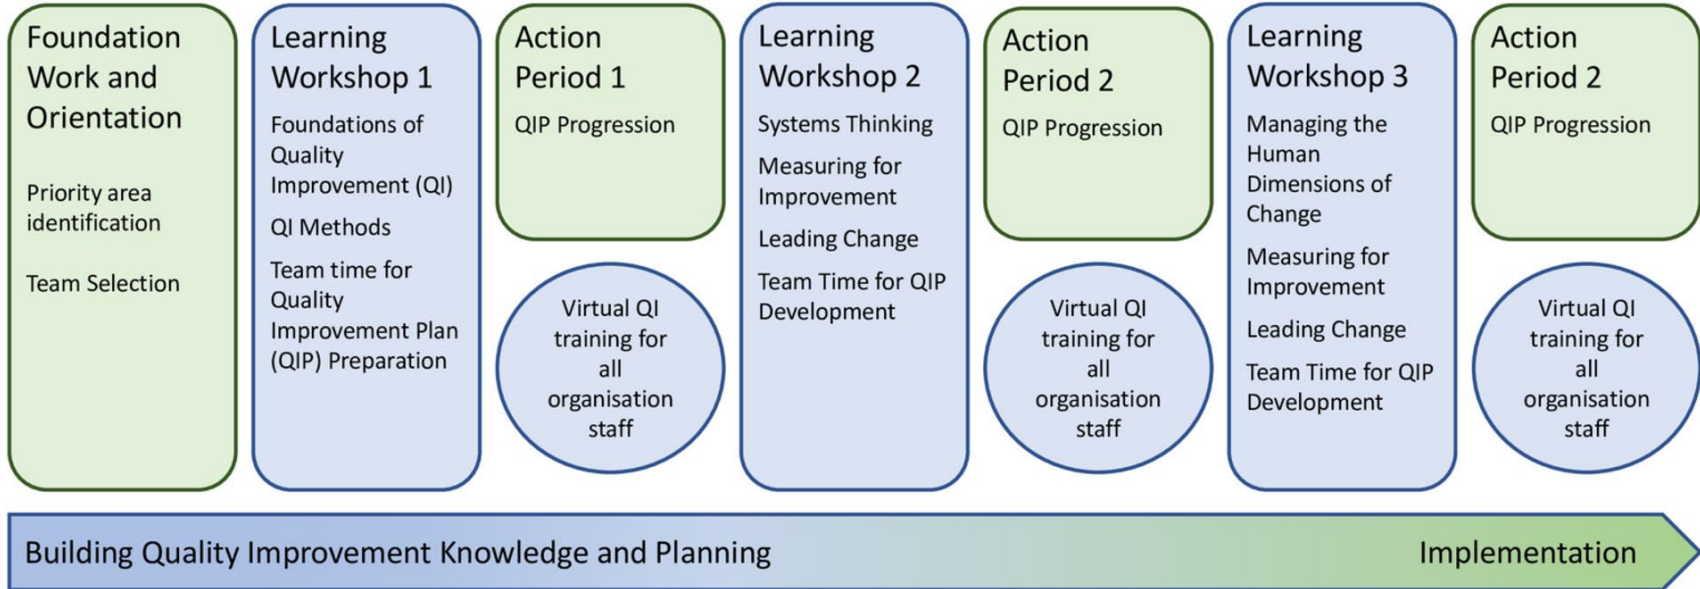 Foundation
Work and
Orientation
Priority area
identification
Team Selection
Learning
Workshop 1
Foundations of
Quality
Improvement (QI)
QI Methods
Team time for
Quality
Improvement Plan
(QIP) Preparation
Action
Period 1
QIP Progression
Virtual QI
training for
all
organisation
staff
Learning
Workshop 2
Systems Thinking
Measuring for
Improvement
Leading Change
Team Time for QIP
Development
Action
Period 2
QIP Progression
Virtual QI
training for
all
organisation
staff
Learning
Workshop 3
Managing the
Human
Dimensions of
Change
Measuring for
Improvement
Leading Change
Team Time for QIP
Development
Action
Period 2
QIP Progression
Virtual QI
training for
all
organisation
staff
Building Quality Improvement Knowledge and Planning
Implementation